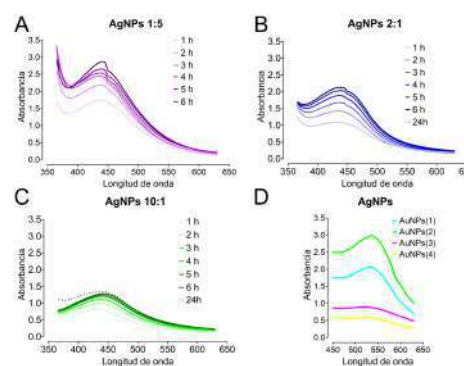 A
AgNPs 1:5
Absorbancia
3.5
3.0
2.5
2.0
1.5
1.0
0.5
0.0
350 400 450 500 550 600 650
Longitud de onda
1 h
2 h
3 h
4 h
5 h
6 h
B
AgNPs 2:1
Absorbancia
3.5
3.0
2.5
2.0
1.5
1.0
0.5
0.0
350 400 450 500 550 600 650
Longitud de onda
1 h
2 h
3 h
4 h
5 h
6 h
24h
C
AgNPs 10:1
Absorbancia
3.5
3.0
2.5
2.0
1.5
1.0
0.5
0.0
350 400 450 500 550 600 650
Longitud de onda
1 h
2 h
3 h
4 h
5 h
6 h
24h
D
AgNPs
Absorbancia
3.5
3.0
2.5
2.0
1.5
1.0
0.5
0.0
450 500 550 600 650
Longitud de onda
AuNPs(1)
AuNPs(2)
AuNPs(3)
AuNPs(4)